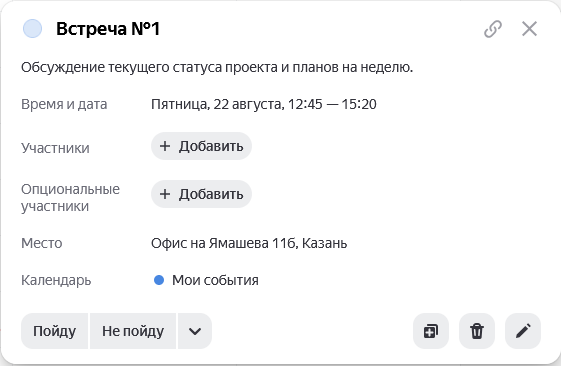 Встреча №1
Обсуждение текущего статуса проекта и планов на неделю.
Время и дата Пятница, 22 августа, 12:45 — 15:20
Участники + Добавить
Опциональные участники + Добавить
Место Офис на Ямашева 11б, Казань
Календарь Мои события
Пойду Не пойду